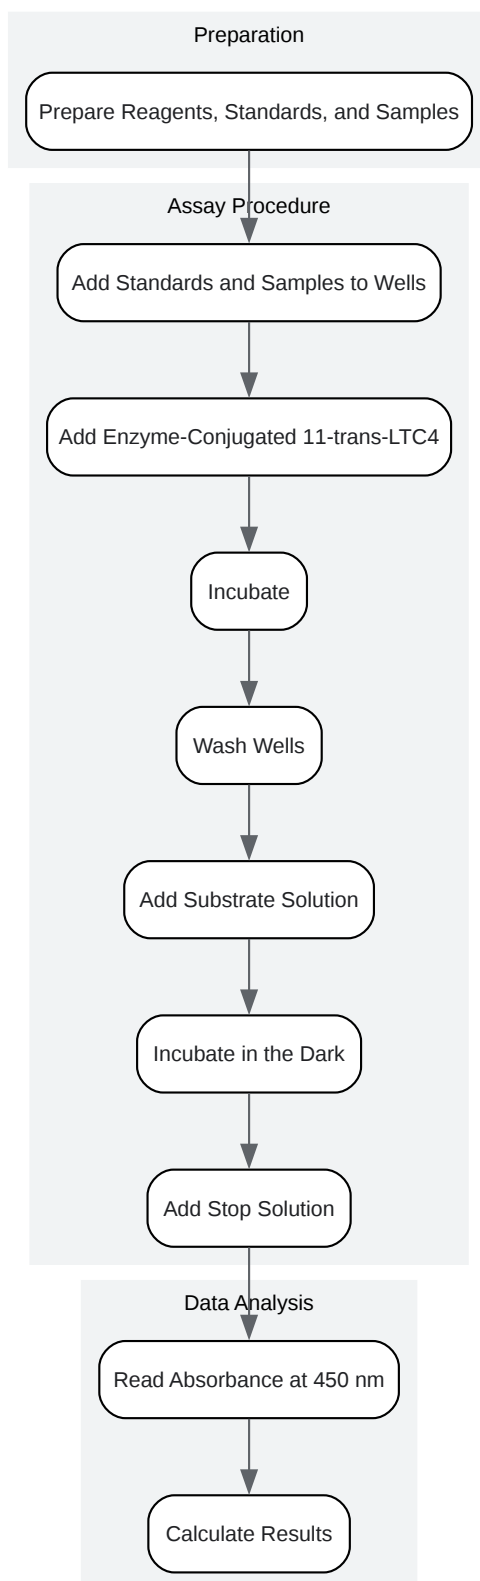 Preparation
Prepare Reagents, Standards, and Samples
Assay Procedure
Add Standards and Samples to Wells
Add Enzyme-Conjugated 11-trans-LTC4
Incubate
Wash Wells
Add Substrate Solution
Incubate in the Dark
Add Stop Solution
Data Analysis
Read Absorbance at 450 nm
Calculate Results